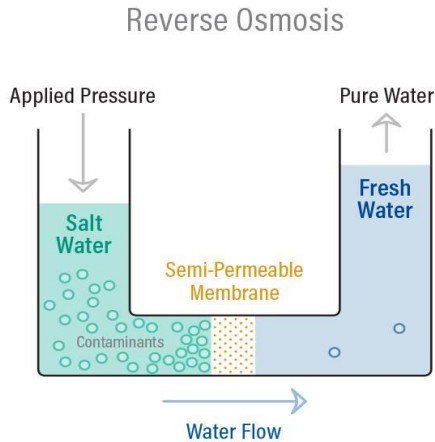 Reverse Osmosis
Applied Pressure
Pure Water
Salt
Water
Fresh
Water
Semi-Permeable
Membrane
Contaminants
Water Flow